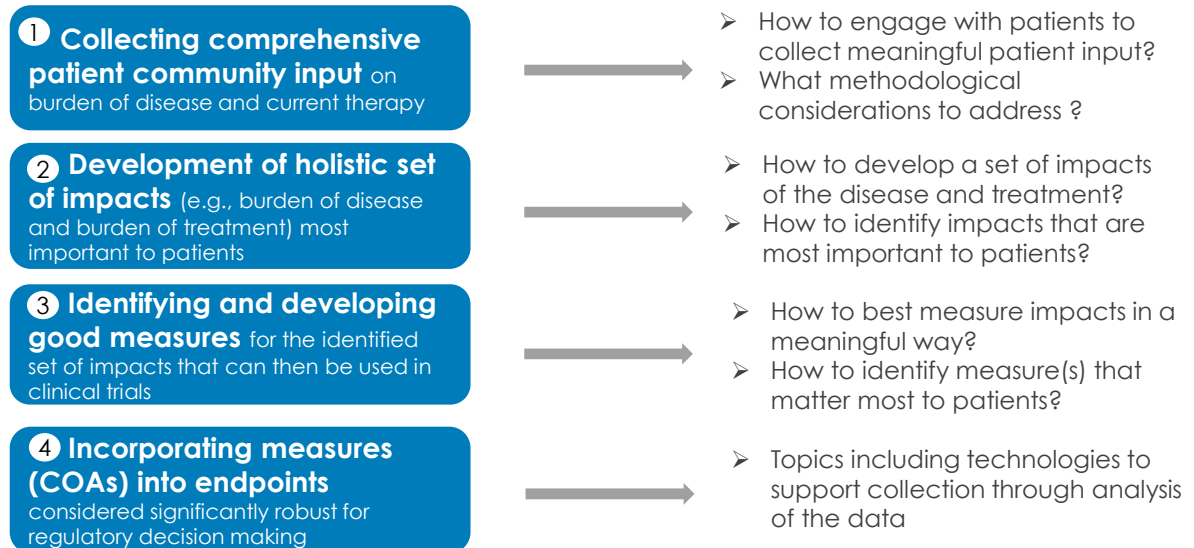 1 Collecting comprehensive
patient community input on
burden of disease and current therapy
➢ How to engage with patients to
collect meaningful patient input?
➢ What methodological
considerations to address ?
2 Development of holistic set
of impacts (e.g., burden of disease
and burden of treatment) most
important to patients
➢ How to develop a set of impacts
of the disease and treatment?
➢ How to identify impacts that are
most important to patients?
3 Identifying and developing
good measures for the identified
set of impacts that can then be used in
clinical trials
➢ How to best measure impacts in a
meaningful way?
➢ How to identify measure(s) that
matter most to patients?
4 Incorporating measures
(COAs) into endpoints
considered significantly robust for
regulatory decision making
➢ Topics including technologies to
support collection through analysis
of the data